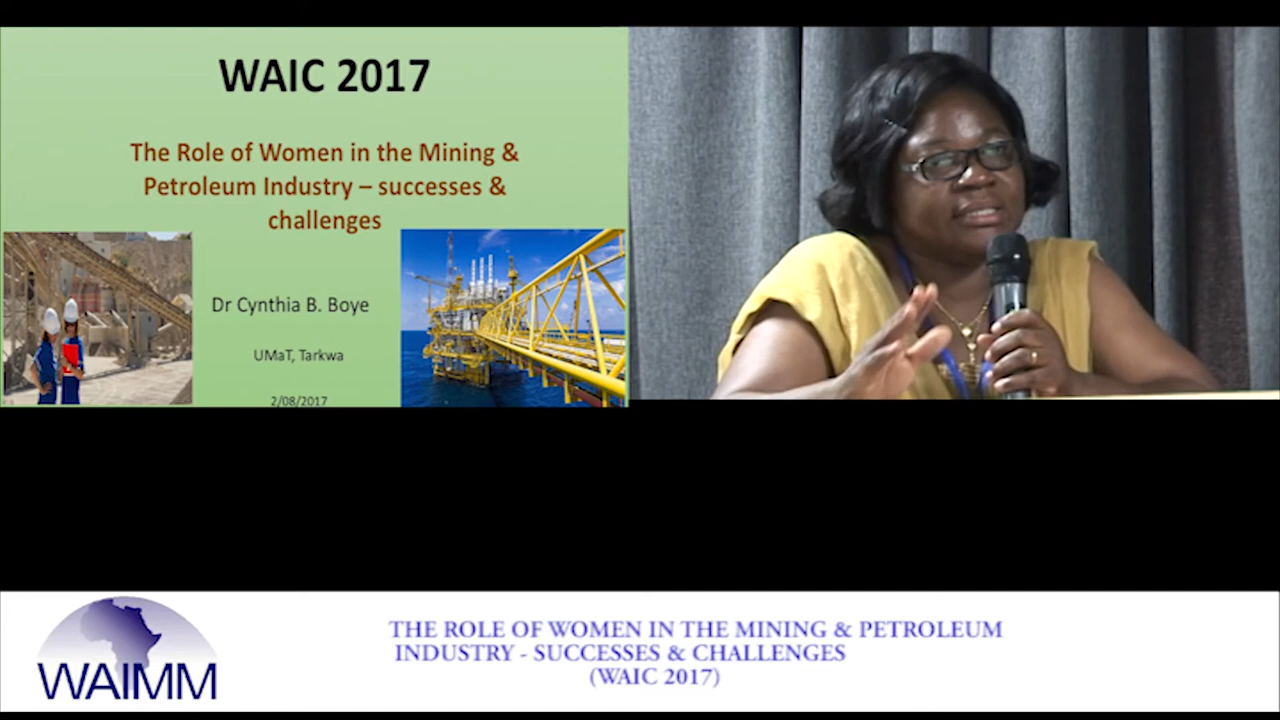 WAIC 2017
The Role of Women in the Mining &
Petroleum Industry – successes &
challenges
Dr Cynthia B. Boye
UMaT, Tarkwa
2/08/2017
WAIMM
THE ROLE OF WOMEN IN THE MINING & PETROLEUM
INDUSTRY - SUCCESSES & CHALLENGES
(WAIC 2017)